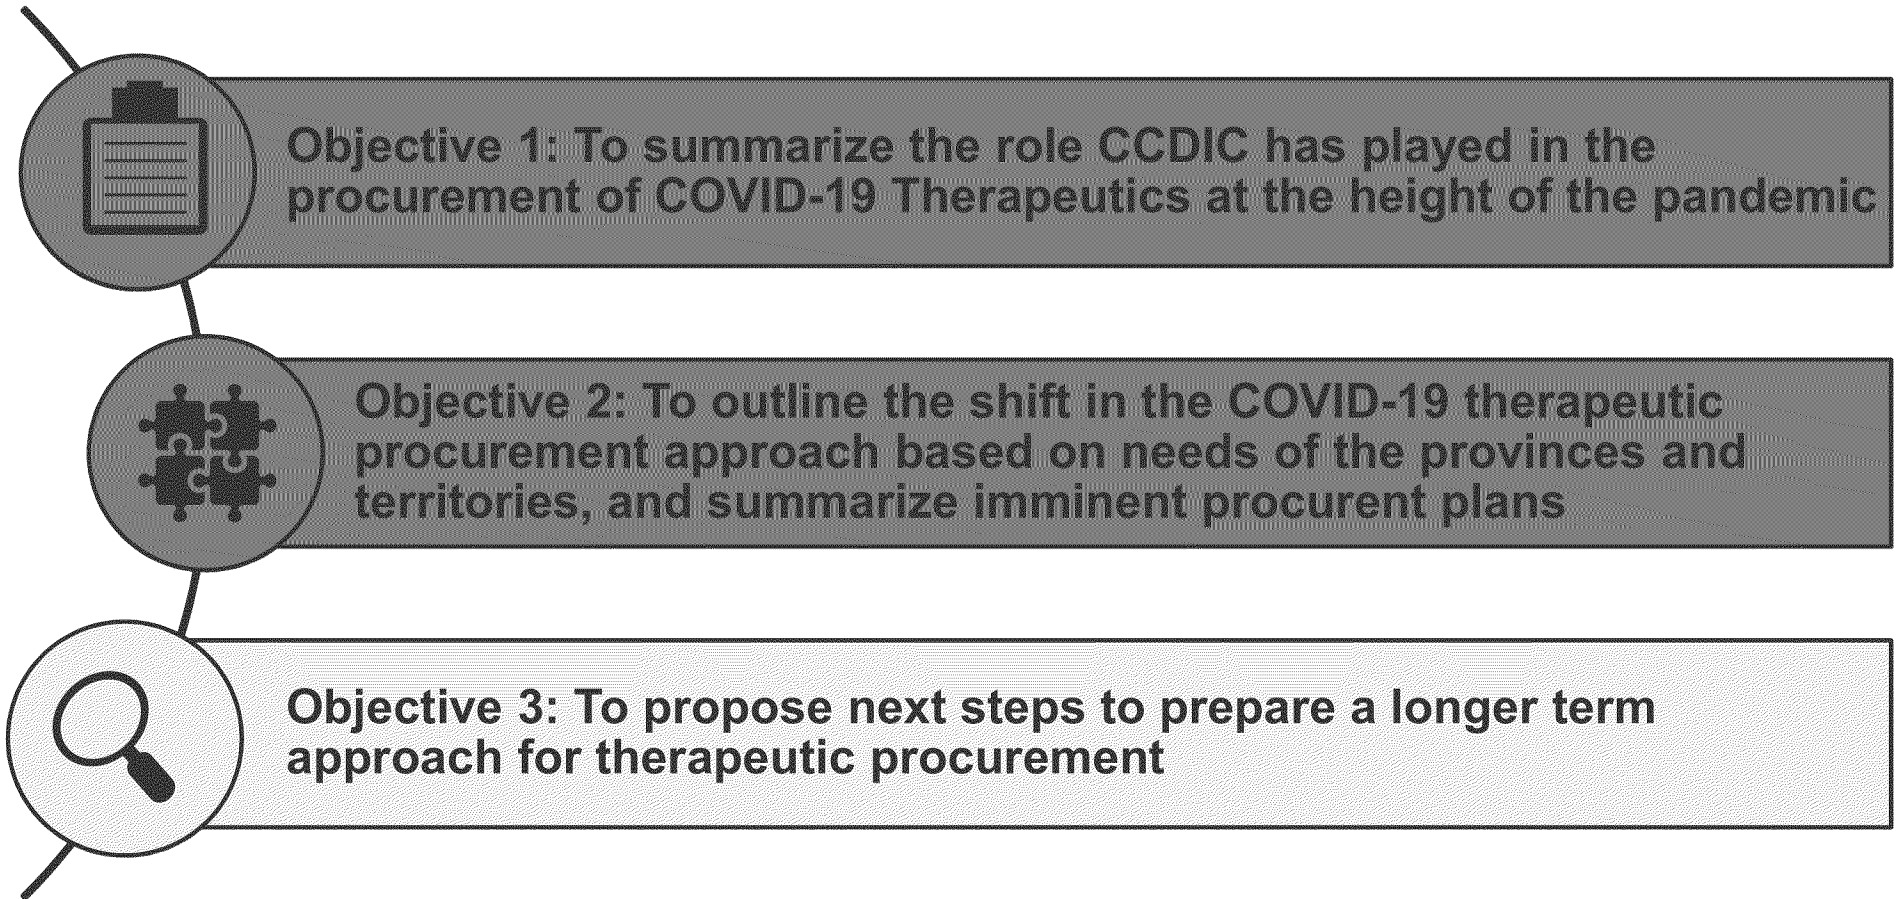 Objective 1: To summarize the role CCDIC has played in the
procurement of COVID-19 Therapeutics at the height of the pandemic
Objective 2: To outline the shift in the COVID-19 therapeutic
procurement approach based on needs of the provinces and
territories, and summarize imminent procurent plans
Objective 3: To propose next steps to prepare a longer term
approach for therapeutic procurement